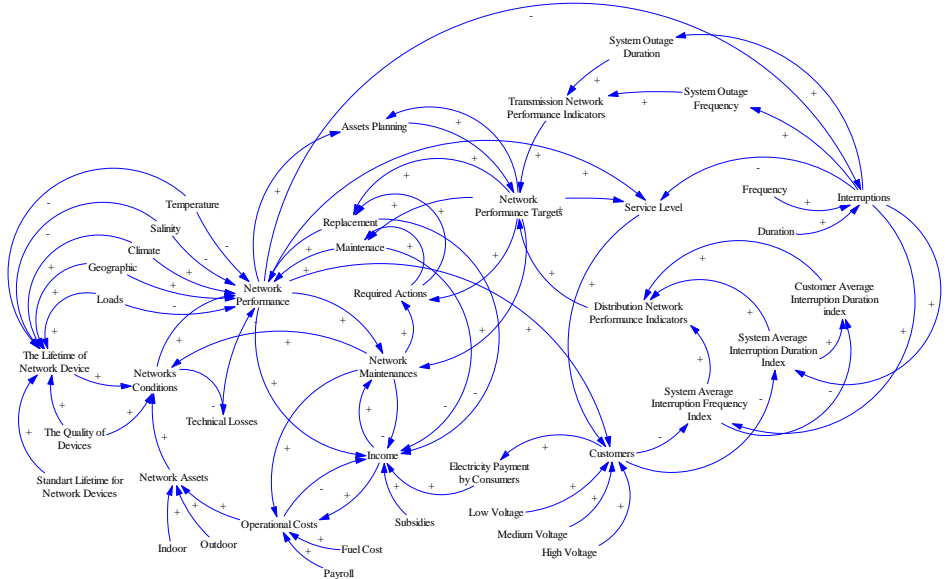 System Outage
Duration
Transmission Network
Performance Indicators
System Outage
Frequency
Assets Planning
Temperature
Salinity
Climate
Geographic
Loads
Replacement
Maintenace
Network
Performance Targets
Service Level
Frequency
Duration
Interruptions
Network
Performance
Required Actions
Distribution Network
Performance Indicators
Customer Average
Interruption Duration
index
System Average
Interruption Duration
Index
The Lifetime of
Network Device
Networks
Conditions
Network
Maintenances
System Average
Interruption Frequency
Index
Technical Losses
The Quality of
Devices
Income
Electricity Payment
by Consumers
Customers
Standart Lifetime for
Network Devices
Network Assets
Low Voltage
Medium Voltage
High Voltage
Subsidies
Operational Costs
Indoor
Outdoor
Fuel Cost
Payroll